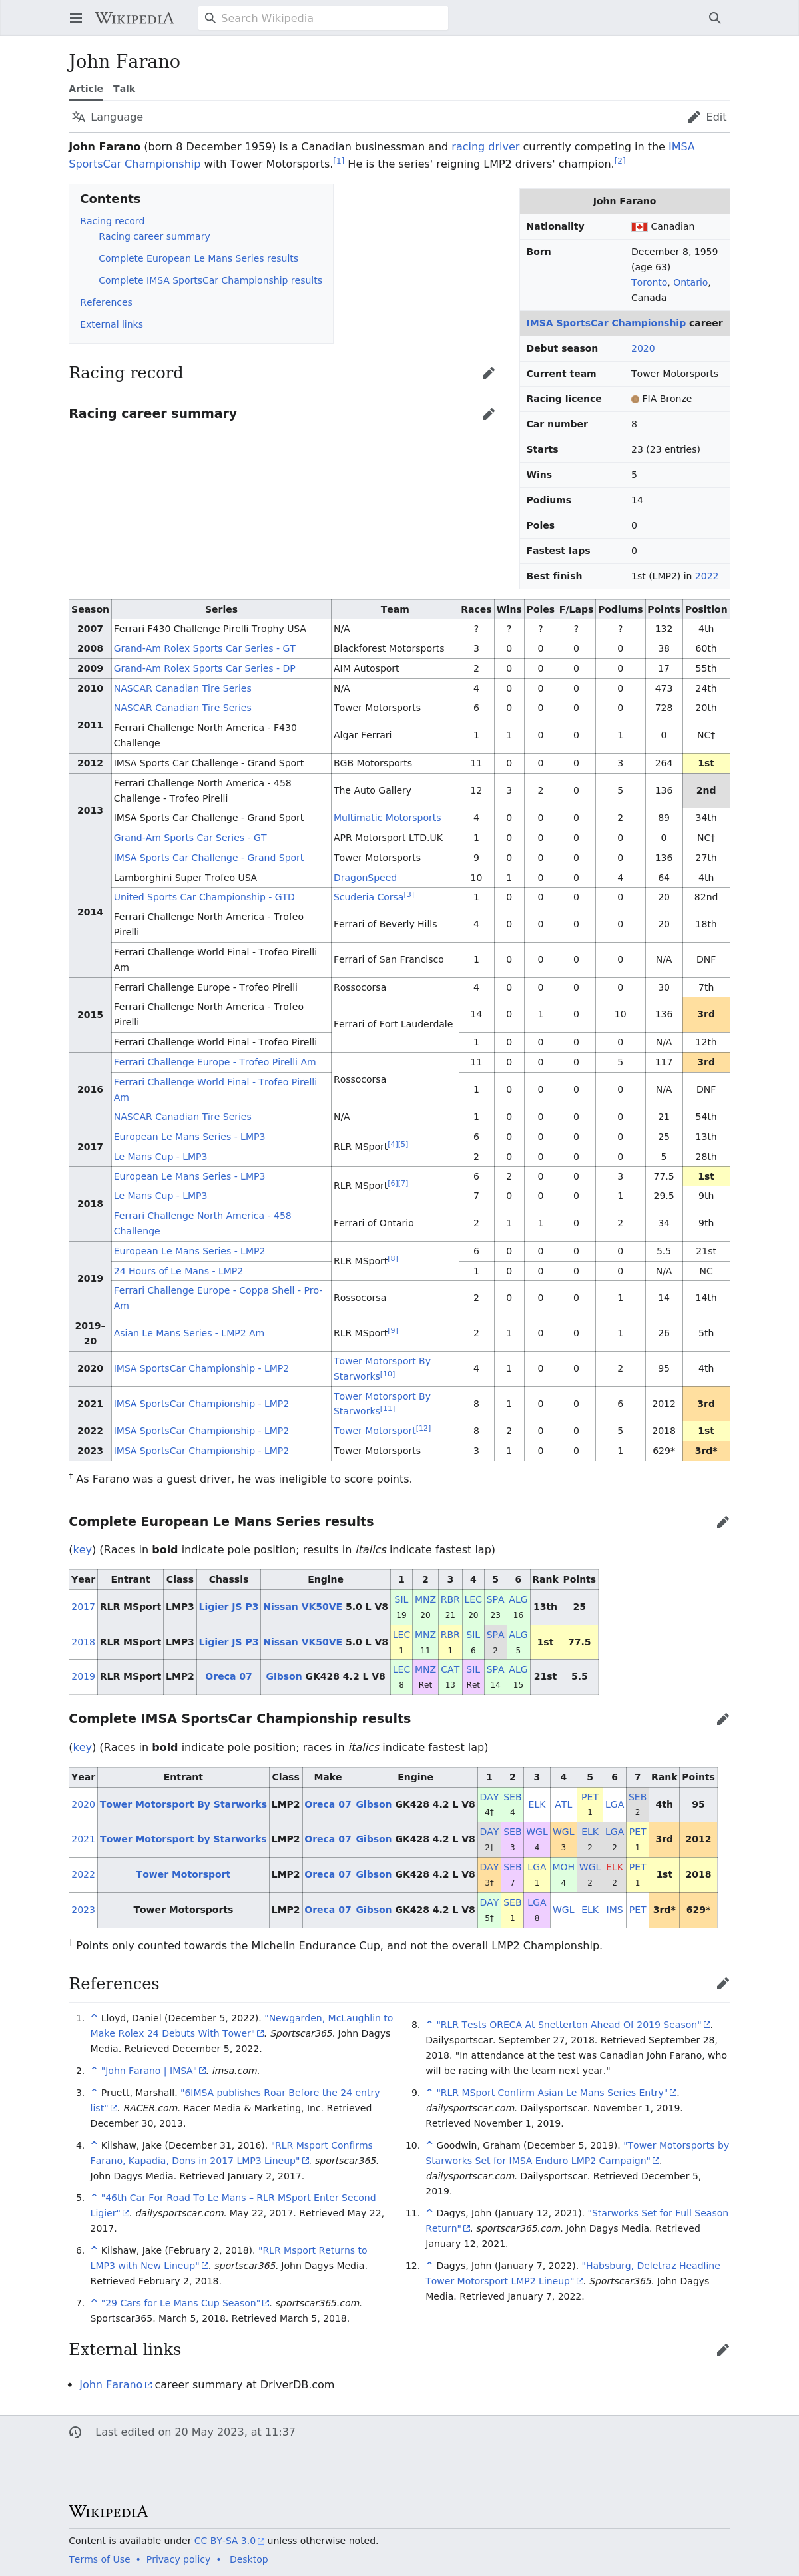 WIKIPEDIA
Search Wikipedia
John Farano
Article Talk
Language
Edit
John Farano (born 8 December 1959) is a Canadian businessman and racing driver currently competing in the IMSA
SportsCar Championship with Tower Motorsports.[1] He is the series' reigning LMP2 drivers' champion.[2]
Contents
Racing record
Racing career summary
Complete European Le Mans Series results
Complete IMSA SportsCar Championship results
References
External links
John Farano
Nationality Canadian
Born December 8, 1959
(age 63)
Toronto, Ontario,
Canada
IMSA SportsCar Championship career
Debut season 2020
Current team Tower Motorsports
Racing licence FIA Bronze
Car number 8
Starts 23 (23 entries)
Wins 5
Podiums 14
Poles 0
Fastest laps 0
Best finish 1st (LMP2) in 2022
Racing record
Racing career summary
Season Series Team Races Wins Poles F/Laps Podiums Points Position
2007 Ferrari F430 Challenge Pirelli Trophy USA N/A ? ? ? ? ? 132 4th
2008 Grand-Am Rolex Sports Car Series - GT Blackforest Motorsports 3 0 0 0 0 38 60th
2009 Grand-Am Rolex Sports Car Series - DP AIM Autosport 2 0 0 0 0 17 55th
2010 NASCAR Canadian Tire Series N/A 4 0 0 0 0 473 24th
2011 NASCAR Canadian Tire Series Tower Motorsports 6 0 0 0 0 728 20th
Ferrari Challenge North America - F430
Challenge Algar Ferrari 1 1 0 0 1 0 NC†
2012 IMSA Sports Car Challenge - Grand Sport BGB Motorsports 11 0 0 0 3 264 1st
2013 Ferrari Challenge North America - 458
Challenge - Trofeo Pirelli The Auto Gallery 12 3 2 0 5 136 2nd
IMSA Sports Car Challenge - Grand Sport Multimatic Motorsports 4 0 0 0 2 89 34th
Grand-Am Sports Car Series - GT APR Motorsport LTD.UK 1 0 0 0 0 0 NC†
2014 IMSA Sports Car Challenge - Grand Sport Tower Motorsports 9 0 0 0 0 136 27th
Lamborghini Super Trofeo USA DragonSpeed 10 1 0 0 4 64 4th
United Sports Car Championship - GTD Scuderia Corsa[3] 1 0 0 0 0 20 82nd
Ferrari Challenge North America - Trofeo
Pirelli Ferrari of Beverly Hills 4 0 0 0 0 20 18th
Ferrari Challenge World Final - Trofeo Pirelli
Am Ferrari of San Francisco 1 0 0 0 0 N/A DNF
2015 Ferrari Challenge Europe - Trofeo Pirelli Rossocorsa 4 0 0 0 0 30 7th
Ferrari Challenge North America - Trofeo
Pirelli Ferrari of Fort Lauderdale 14 0 1 0 10 136 3rd
Ferrari Challenge World Final - Trofeo Pirelli 1 0 0 0 0 N/A 12th
2016 Ferrari Challenge Europe - Trofeo Pirelli Am Rossocorsa 11 0 0 0 5 117 3rd
Ferrari Challenge World Final - Trofeo Pirelli
Am 1 0 0 0 0 N/A DNF
NASCAR Canadian Tire Series N/A 1 0 0 0 0 21 54th
2017 European Le Mans Series - LMP3 RLR MSport[4][5] 6 0 0 0 0 25 13th
Le Mans Cup - LMP3 2 0 0 0 0 5 28th
2018 European Le Mans Series - LMP3 RLR MSport[6][7] 6 2 0 0 3 77.5 1st
Le Mans Cup - LMP3 7 0 0 0 1 29.5 9th
Ferrari Challenge North America - 458
Challenge Ferrari of Ontario 2 1 1 0 2 34 9th
2019 European Le Mans Series - LMP2 RLR MSport[8] 6 0 0 0 0 5.5 21st
24 Hours of Le Mans - LMP2 1 0 0 0 0 N/A NC
Ferrari Challenge Europe - Coppa Shell - Pro-
Am Rossocorsa 2 0 0 0 1 14 14th
2019–
20 Asian Le Mans Series - LMP2 Am RLR MSport[9] 2 1 0 0 1 26 5th
2020 IMSA SportsCar Championship - LMP2 Tower Motorsport By
Starworks[10] 4 1 0 0 2 95 4th
2021 IMSA SportsCar Championship - LMP2 Tower Motorsport By
Starworks[11] 8 1 0 0 6 2012 3rd
2022 IMSA SportsCar Championship - LMP2 Tower Motorsport[12] 8 2 0 0 5 2018 1st
2023 IMSA SportsCar Championship - LMP2 Tower Motorsports 3 1 0 0 1 629* 3rd*
† As Farano was a guest driver, he was ineligible to score points.
Complete European Le Mans Series results
(key) (Races in bold indicate pole position; results in italics indicate fastest lap)
Year Entrant Class Chassis Engine 1 2 3 4 5 6 Rank Points
2017 RLR MSport LMP3 Ligier JS P3 Nissan VK50VE 5.0 L V8 SIL MNZ RBR LEC SPA ALG 13th 25
19 20 21 20 23 16
2018 RLR MSport LMP3 Ligier JS P3 Nissan VK50VE 5.0 L V8 LEC MNZ RBR SIL SPA ALG 1st 77.5
1 11 1 6 2 5
2019 RLR MSport LMP2 Oreca 07 Gibson GK428 4.2 L V8 LEC MNZ CAT SIL SPA ALG 21st 5.5
8 Ret 13 Ret 14 15
Complete IMSA SportsCar Championship results
(key) (Races in bold indicate pole position; races in italics indicate fastest lap)
Year Entrant Class Make Engine 1 2 3 4 5 6 7 Rank Points
2020 Tower Motorsport By Starworks LMP2 Oreca 07 Gibson GK428 4.2 L V8 DAY SEB ELK ATL PET LGA SEB 4th 95
4† 4 1 2
2021 Tower Motorsport by Starworks LMP2 Oreca 07 Gibson GK428 4.2 L V8 DAY SEB WGL WGL ELK LGA PET 3rd 2012
2† 3 4 3 2 2 1
2022 Tower Motorsport LMP2 Oreca 07 Gibson GK428 4.2 L V8 DAY SEB LGA MOH WGL ELK PET 1st 2018
3† 7 1 4 2 2 1
2023 Tower Motorsports LMP2 Oreca 07 Gibson GK428 4.2 L V8 DAY SEB LGA WGL ELK IMS PET 3rd* 629*
5† 1 8
† Points only counted towards the Michelin Endurance Cup, and not the overall LMP2 Championship.
References
1. ^ Lloyd, Daniel (December 5, 2022). "Newgarden, McLaughlin to
Make Rolex 24 Debuts With Tower". Sportscar365. John Dagys
Media. Retrieved December 5, 2022.
2. ^ "John Farano | IMSA". imsa.com.
3. ^ Pruett, Marshall. "6IMSA publishes Roar Before the 24 entry
list". RACER.com. Racer Media & Marketing, Inc. Retrieved
December 30, 2013.
4. ^ Kilshaw, Jake (December 31, 2016). "RLR Msport Confirms
Farano, Kapadia, Dons in 2017 LMP3 Lineup". sportscar365.
John Dagys Media. Retrieved January 2, 2017.
5. ^ "46th Car For Road To Le Mans – RLR MSport Enter Second
Ligier". dailysportscar.com. May 22, 2017. Retrieved May 22,
2017.
6. ^ Kilshaw, Jake (February 2, 2018). "RLR Msport Returns to
LMP3 with New Lineup". sportscar365. John Dagys Media.
Retrieved February 2, 2018.
7. ^ "29 Cars for Le Mans Cup Season". sportscar365.com.
Sportscar365. March 5, 2018. Retrieved March 5, 2018.
8. ^ "RLR Tests ORECA At Snetterton Ahead Of 2019 Season".
Dailysportscar. September 27, 2018. Retrieved September 28,
2018. "In attendance at the test was Canadian John Farano, who
will be racing with the team next year."
9. ^ "RLR MSport Confirm Asian Le Mans Series Entry".
dailysportscar.com. Dailysportscar. November 1, 2019.
Retrieved November 1, 2019.
10. ^ Goodwin, Graham (December 5, 2019). "Tower Motorsports by
Starworks Set for IMSA Enduro LMP2 Campaign".
dailysportscar.com. Dailysportscar. Retrieved December 5,
2019.
11. ^ Dagys, John (January 12, 2021). "Starworks Set for Full Season
Return". sportscar365.com. John Dagys Media. Retrieved
January 12, 2021.
12. ^ Dagys, John (January 7, 2022). "Habsburg, Deletraz Headline
Tower Motorsport LMP2 Lineup". Sportscar365. John Dagys
Media. Retrieved January 7, 2022.
External links
• John Farano career summary at DriverDB.com
Last edited on 20 May 2023, at 11:37
WIKIPEDIA
Content is available under CC BY-SA 3.0 unless otherwise noted.
Terms of Use • Privacy policy • Desktop